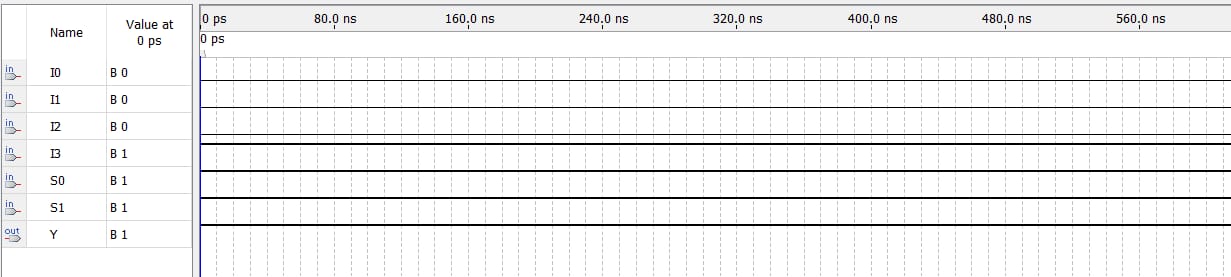 Name Value at 0 ps
0 ps 80.0 ns 160.0 ns 240.0 ns 320.0 ns 400.0 ns 480.0 ns 560.0 ns
0 ps
in I0 B 0
in I1 B 0
in I2 B 0
in I3 B 1
in S0 B 1
in S1 B 1
out Y B 1